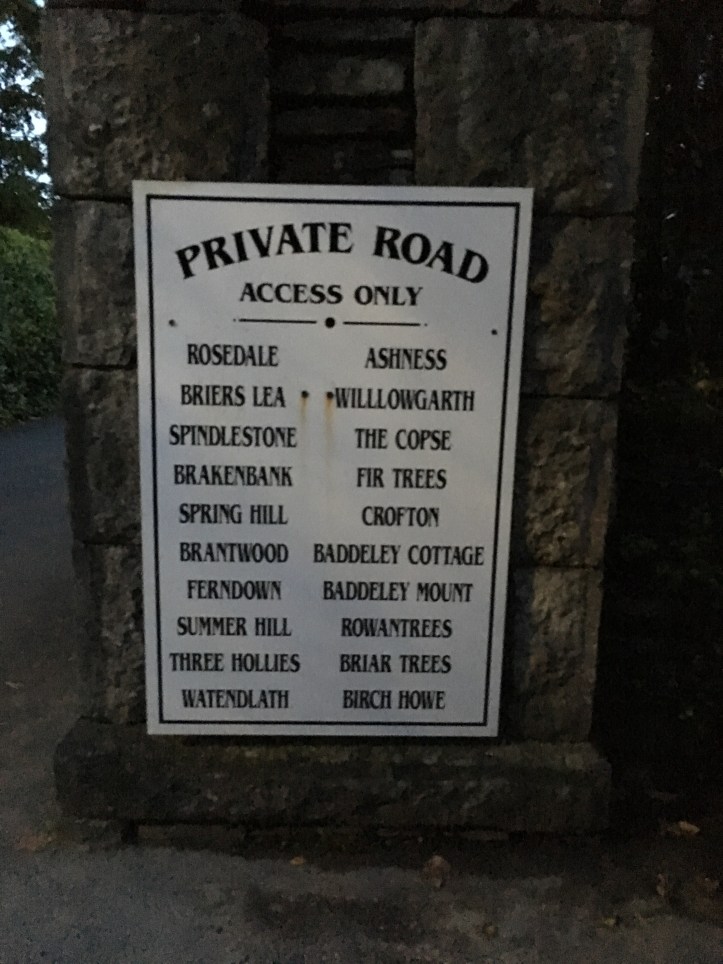 PRIVATE ROAD
ACCESS ONLY
ROSEDALE ASHNESS
BRIERS LEA WILLLOWGARTH
SPINDLESTONE THE COPSE
BRAKENBANK FIR TREES
SPRING HILL CROFTON
BRANTWOOD BADDELEY COTTAGE
FERNDOWN BADDELEY MOUNT
SUMMER HILL ROWANTREES
THREE HOLLIES BRIAR TREES
WATENDLATH BIRCH HOWE